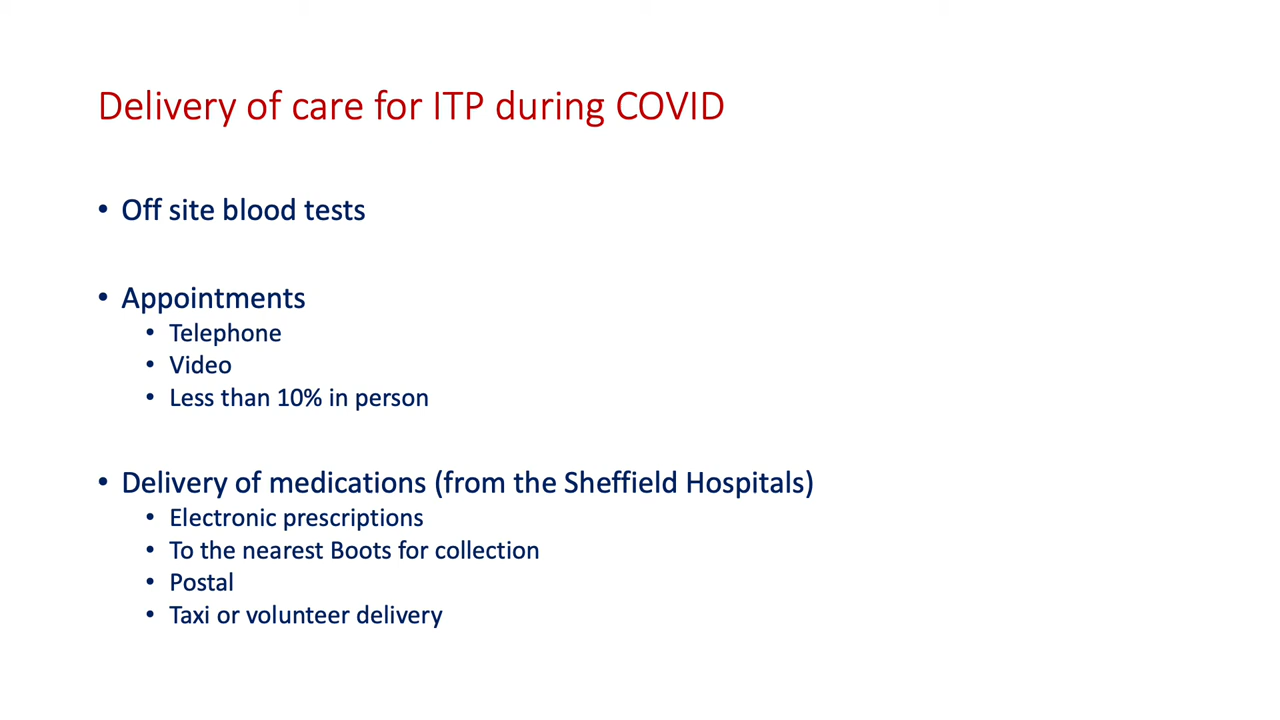 Delivery of care for ITP during COVID
• Off site blood tests
• Appointments
• Telephone
• Video
• Less than 10% in person
• Delivery of medications (from the Sheffield Hospitals)
• Electronic prescriptions
• To the nearest Boots for collection
• Postal
• Taxi or volunteer delivery